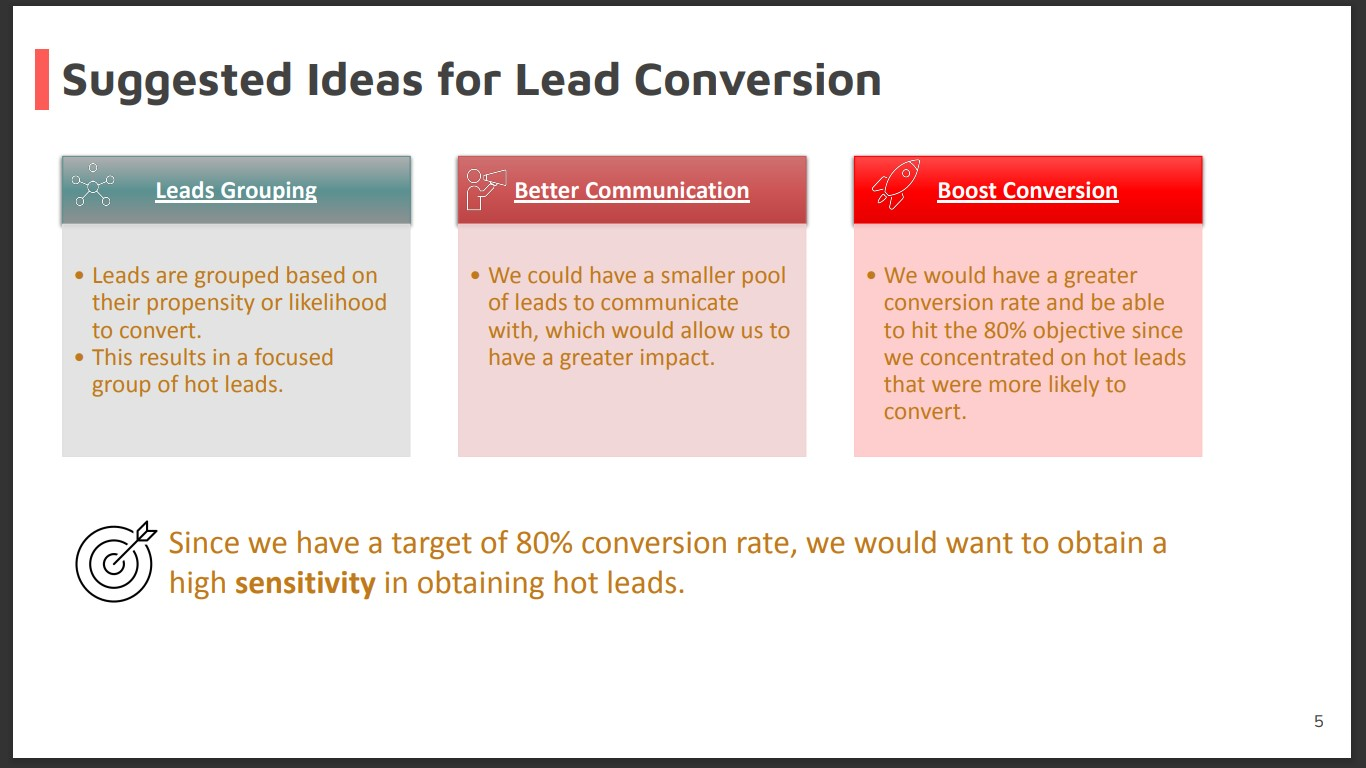 Suggested Ideas for Lead Conversion
Leads Grouping
• Leads are grouped based on
their propensity or likelihood
to convert.
• This results in a focused
group of hot leads.
Better Communication
• We could have a smaller pool
of leads to communicate
with, which would allow us to
have a greater impact.
Boost Conversion
• We would have a greater
conversion rate and be able
to hit the 80% objective since
we concentrated on hot leads
that were more likely to
convert.
Since we have a target of 80% conversion rate, we would want to obtain a
high sensitivity in obtaining hot leads.
5